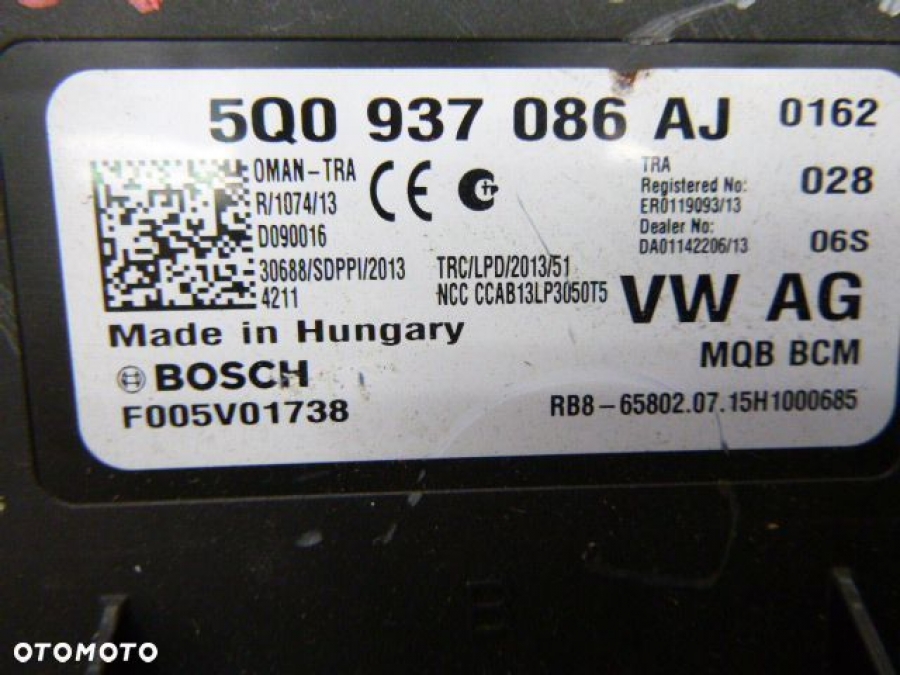 5Q0 937 086 AJ 0162
OMAN-TRA
R/1074/13
D090016
30688/SDPPI/2013
4211
CE
TRC/LPD/2013/51
NCC CCAB13LP3050T5
TRA
Registered No:
ER0119093/13
Dealer No:
DA01142206/13
028
06S
VW AG
MQB BCM
Made in Hungary
BOSCH
F005V01738
RB8-65802.07.15H1000685
OTOMOTO